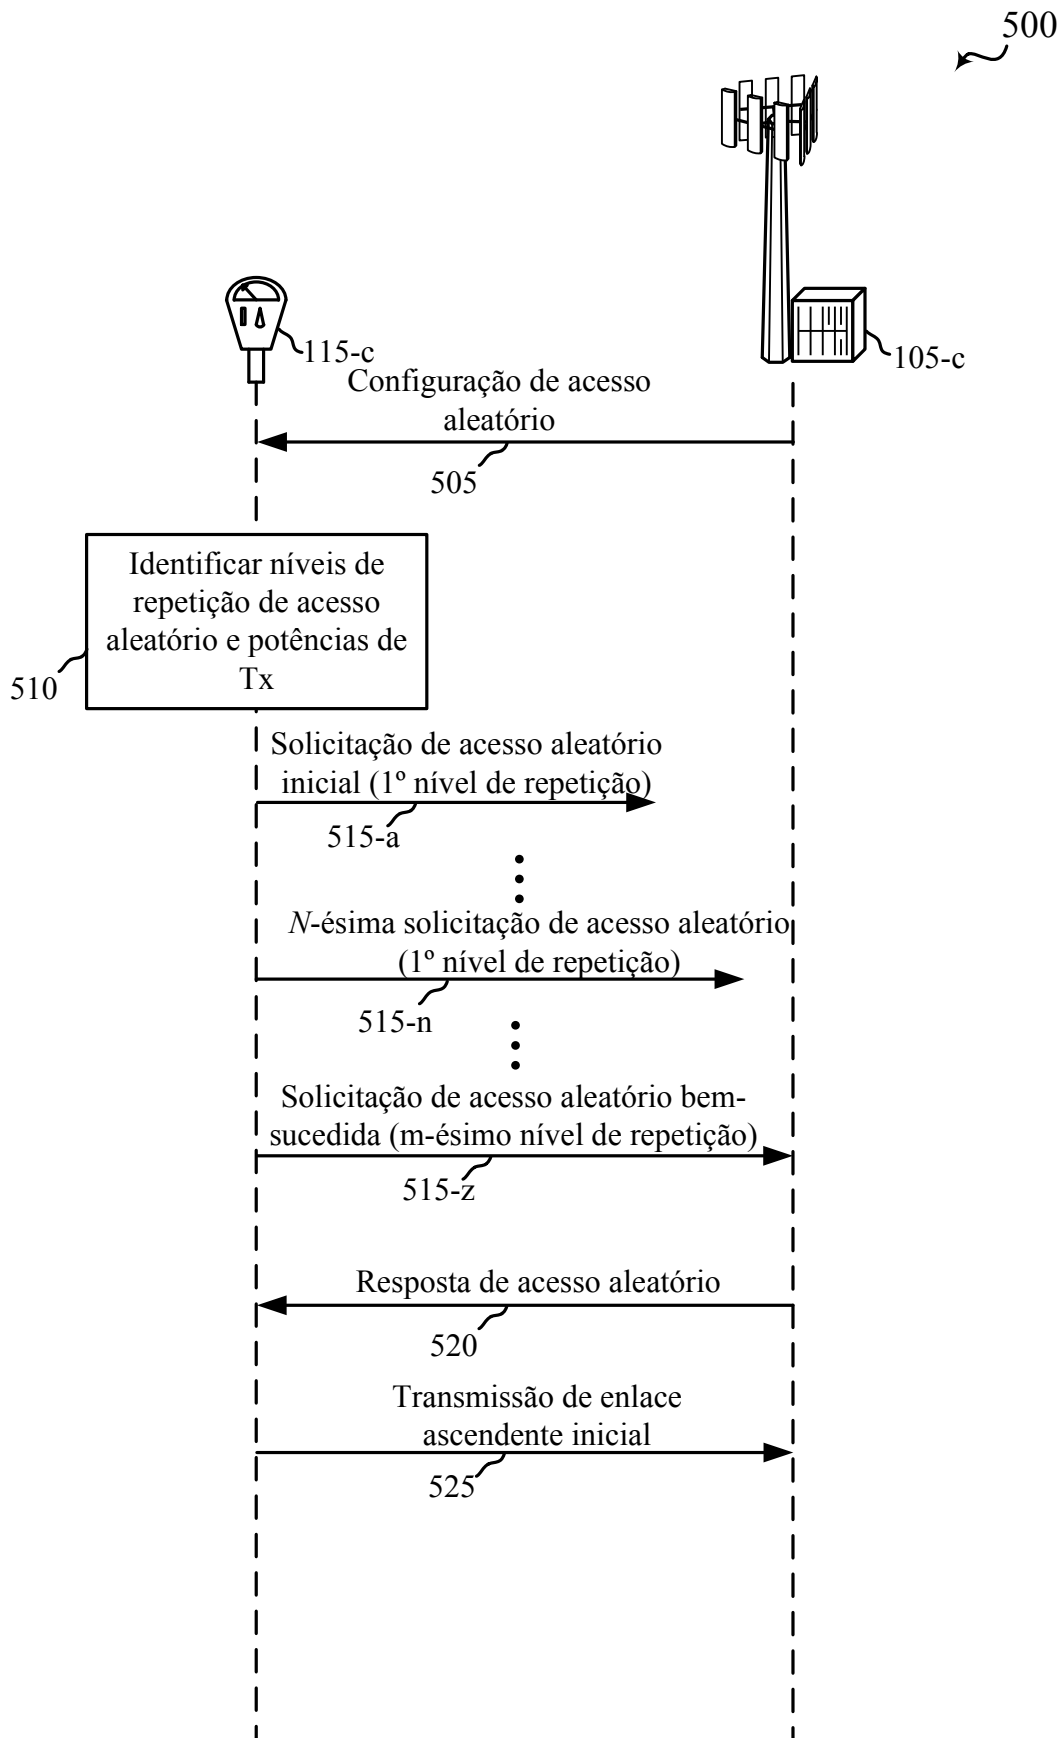 500
115-c
105-c
Configuração de acesso
aleatório
505
Identificar níveis de
repetição de acesso
aleatório e potências de
Tx
510
Solicitação de acesso aleatório
inicial (1º nível de repetição)
515-a
N-ésima solicitação de acesso aleatório
(1º nível de repetição)
515-n
Solicitação de acesso aleatório bem-
sucedida (m-ésimo nível de repetição)
515-z
Resposta de acesso aleatório
520
Transmissão de enlace
ascendente inicial
525